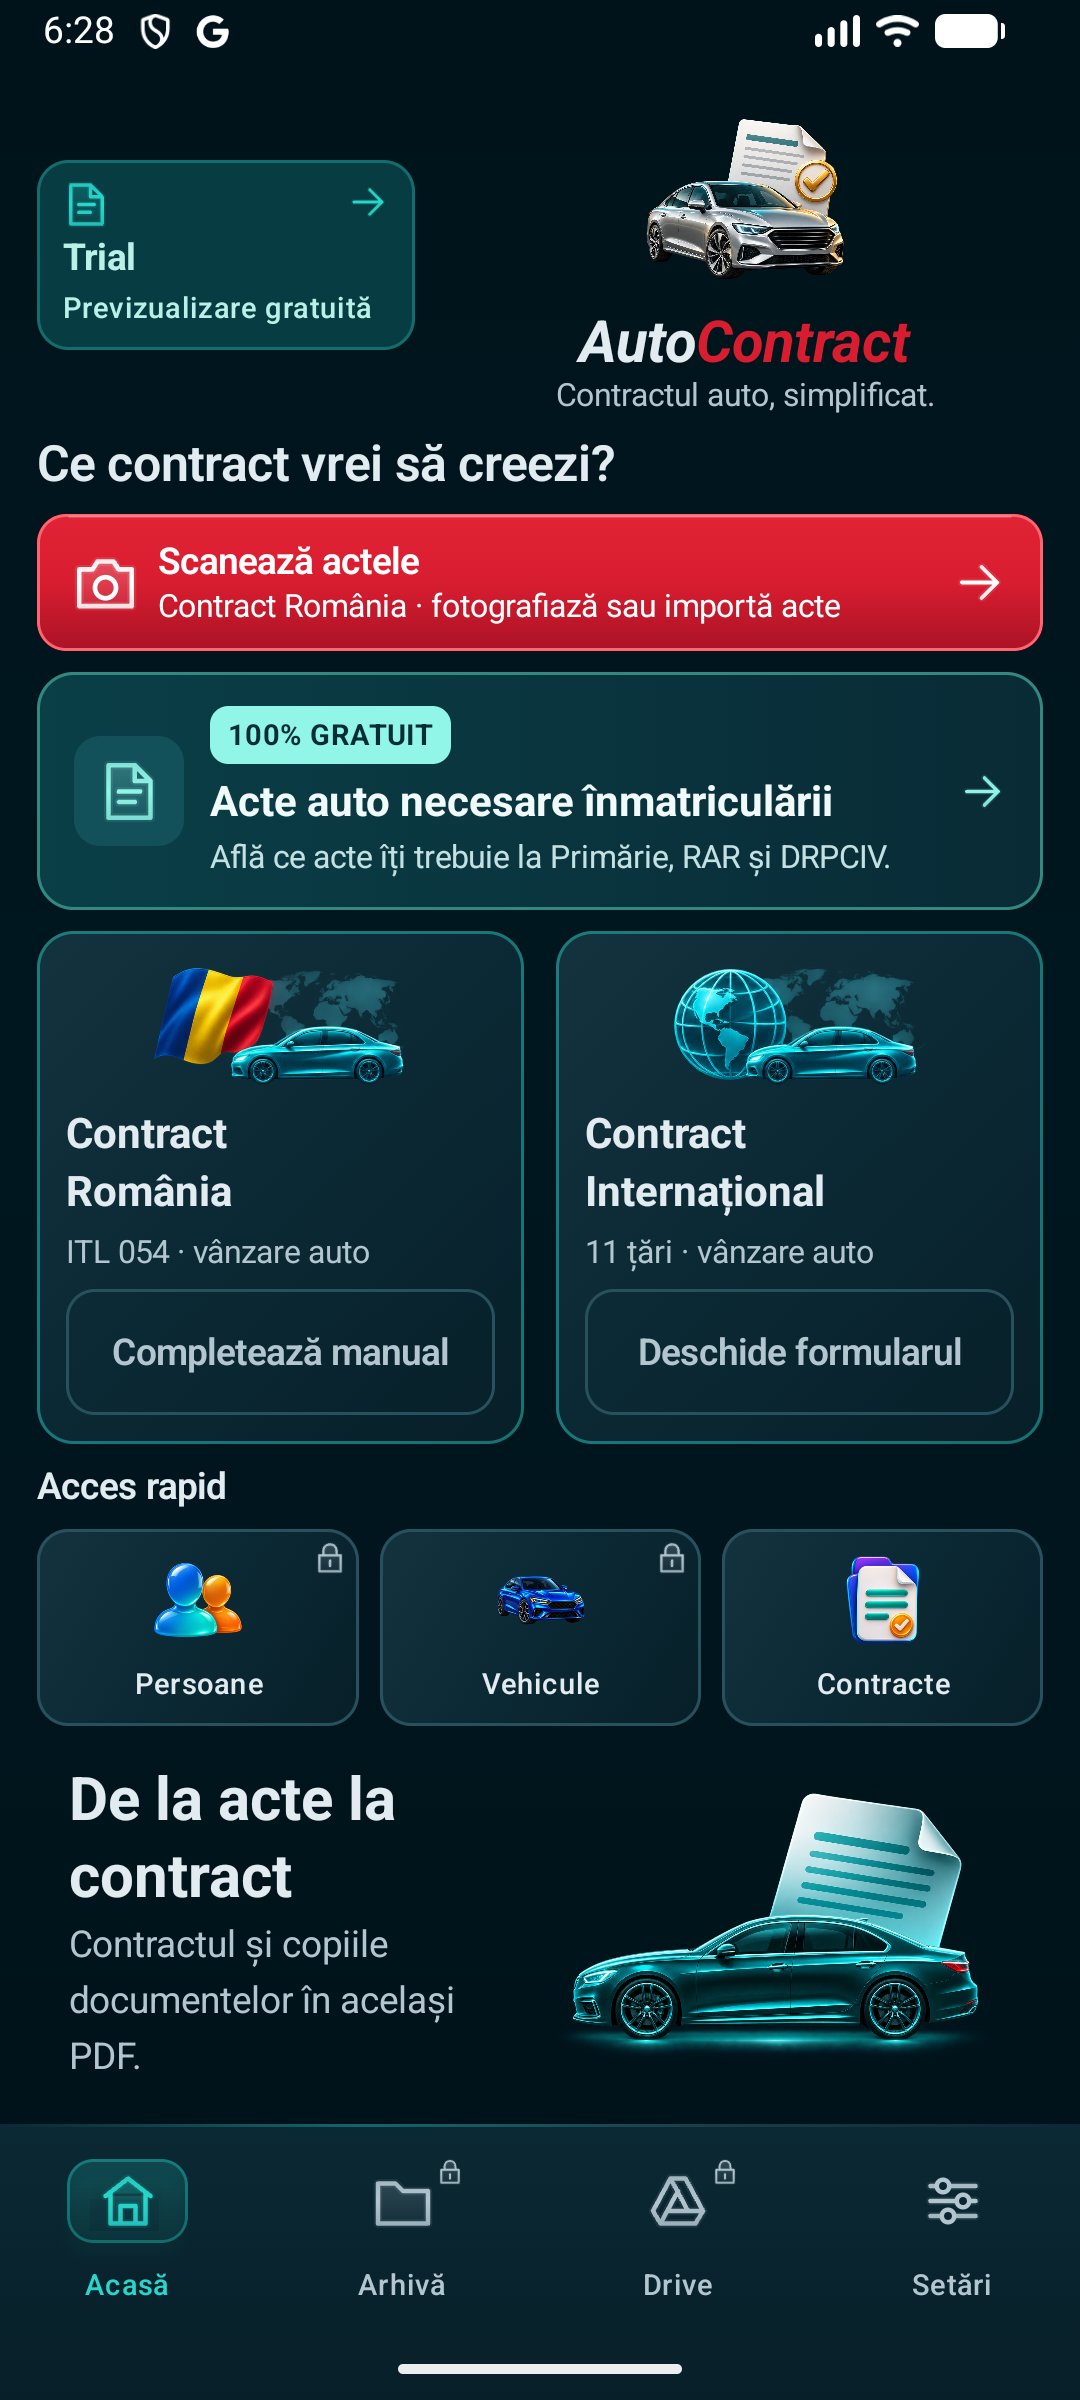 6:28
Trial
Previzualizare gratuită
AutoContract
Contractul auto, simplificat.
Ce contract vrei să creezi?
Scanează actele
Contract România · fotografiază sau importă acte
100% GRATUIT
Acte auto necesare înmatriculării
Află ce acte îți trebuie la Primărie, RAR și DRPCIV.
Contract
România
ITL 054 · vânzare auto
Completează manual
Contract
Internațional
11 țări · vânzare auto
Deschide formularul
Acces rapid
Persoane
Vehicule
Contracte
De la acte la
contract
Contractul și copiile
documentelor în același
PDF.
Acasă
Arhivă
Drive
Setări